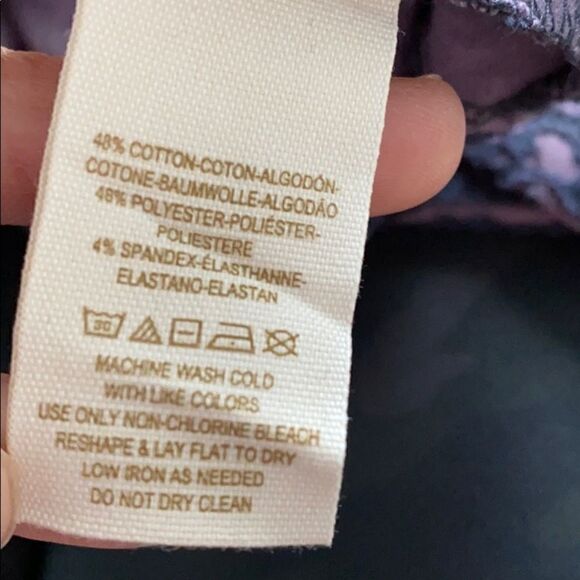 48% COTTON-COTON-ALGODÓN-
COTONE-BAUMWOLLE-ALGODÃO
48% POLYESTER-POLIÉSTER-
POLIESTERE
4% SPANDEX-ÉLASTHANNE-
ELASTANO-ELASTAN
30
MACHINE WASH COLD
WITH LIKE COLORS
USE ONLY NON-CHLORINE BLEACH
RESHAPE & LAY FLAT TO DRY
LOW IRON AS NEEDED
DO NOT DRY CLEAN